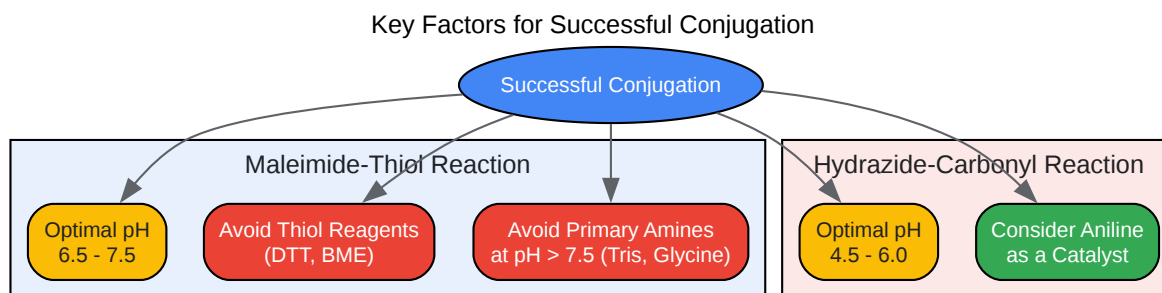 Key Factors for Successful Conjugation
Successful Conjugation
Maleimide-Thiol Reaction
Optimal pH
6.5 - 7.5
Avoid Thiol Reagents
(DTT, BME)
Avoid Primary Amines
at pH > 7.5 (Tris, Glycine)
Hydrazide-Carbonyl Reaction
Optimal pH
4.5 - 6.0
Consider Aniline
as a Catalyst